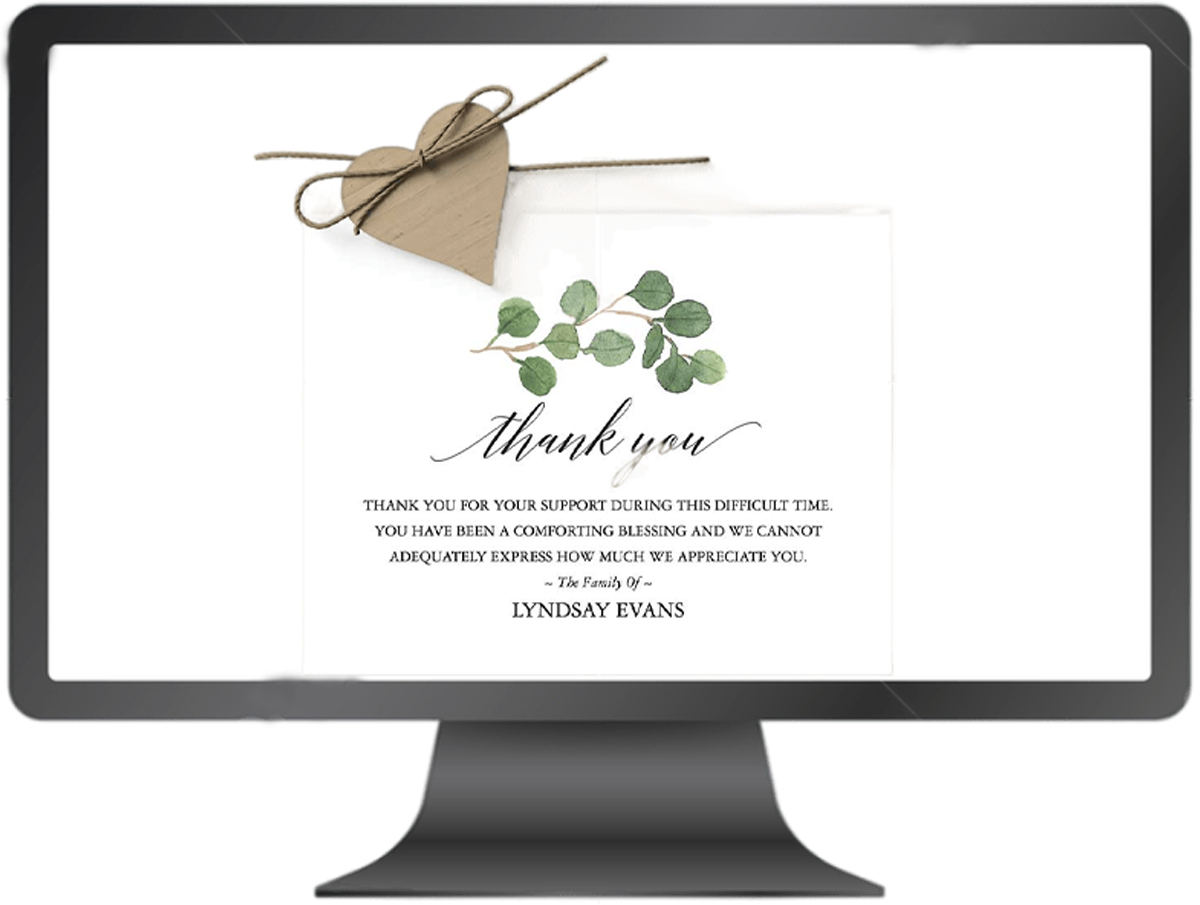 thank you
THANK YOU FOR YOUR SUPPORT DURING THIS DIFFICULT TIME.
YOU HAVE BEEN A COMFORTING BLESSING AND WE CANNOT
ADEQUATELY EXPRESS HOW MUCH WE APPRECIATE YOU.
~ The Family Of ~
LYNDSAY EVANS